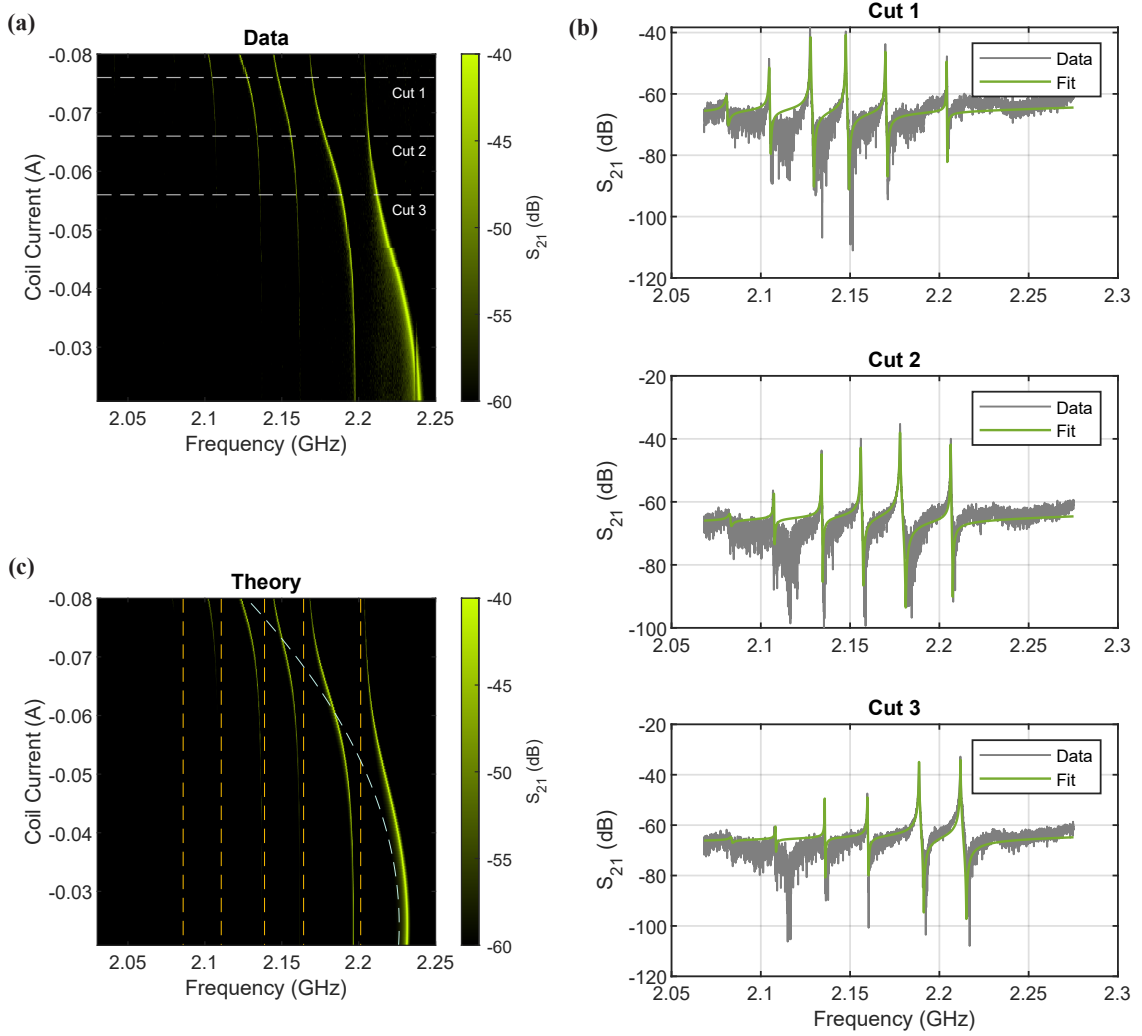 (a)
Data
-0.08
-0.07
-0.06
-0.05
-0.04
-0.03
Coil Current (A)
Cut 1
Cut 2
Cut 3
2.05
2.1
2.15
2.2
2.25
Frequency (GHz)
-40
-45
-50
-55
-60
S21 (dB)
(b)
Cut 1
-40
-60
-80
-100
-120
S21 (dB)
Data
Fit
2.05
2.1
2.15
2.2
2.25
2.3
Cut 2
-20
-40
-60
-80
-100
S21 (dB)
Data
Fit
2.05
2.1
2.15
2.2
2.25
2.3
Cut 3
-20
-40
-60
-80
-100
-120
S21 (dB)
Data
Fit
2.05
2.1
2.15
2.2
2.25
2.3
Frequency (GHz)
(c)
Theory
-0.08
-0.07
-0.06
-0.05
-0.04
-0.03
Coil Current (A)
2.05
2.1
2.15
2.2
2.25
Frequency (GHz)
-40
-45
-50
-55
-60
S21 (dB)